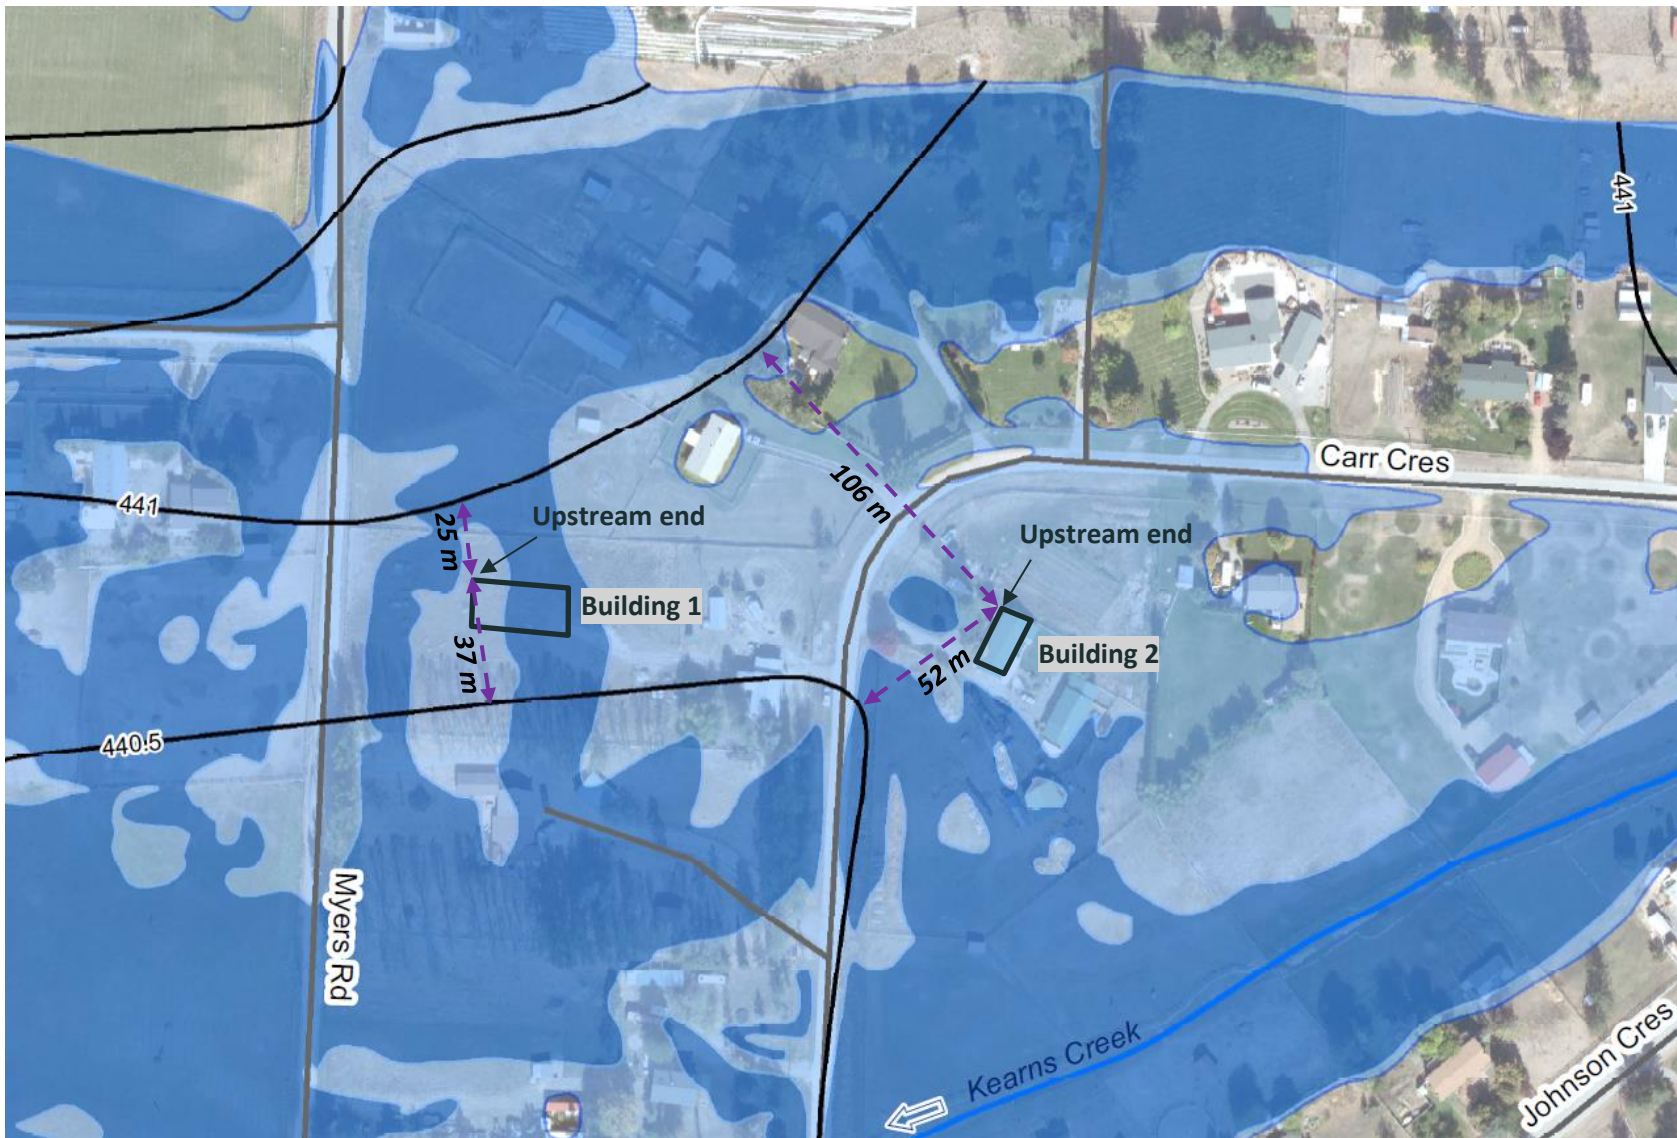 441
Carr Cres
106 m
441
25 m
Upstream end
Upstream end
Building 1
37 m
Building 2
52 m
440.5
Myers Rd
Kearns Creek
Johnson Cres